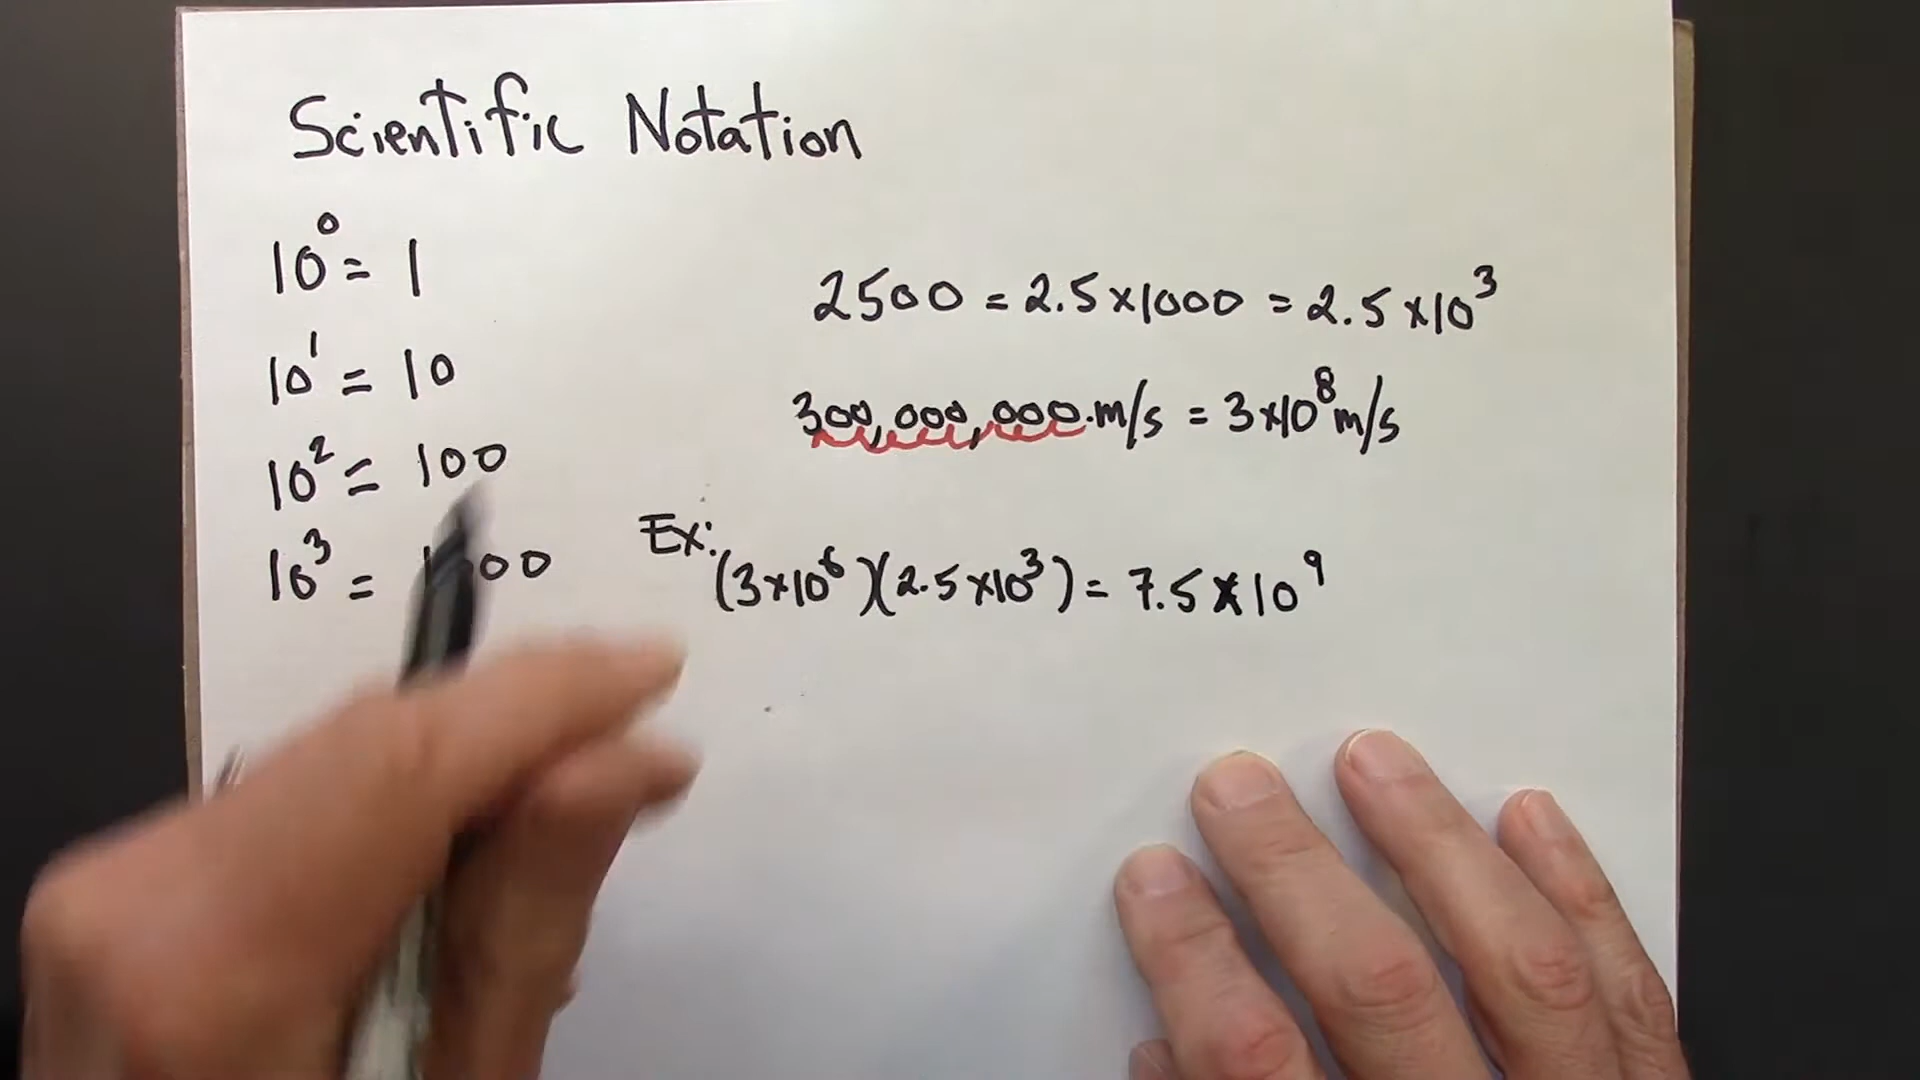 Scientific Notation
10⁰ = 1
10¹ = 10
10² = 100
10³ =
2500 = 2.5×1000 = 2.5×10³
300,000,000.m/s = 3×10⁸m/s
Ex:
(3×10⁶)(2.5×10³) = 7.5×10⁹